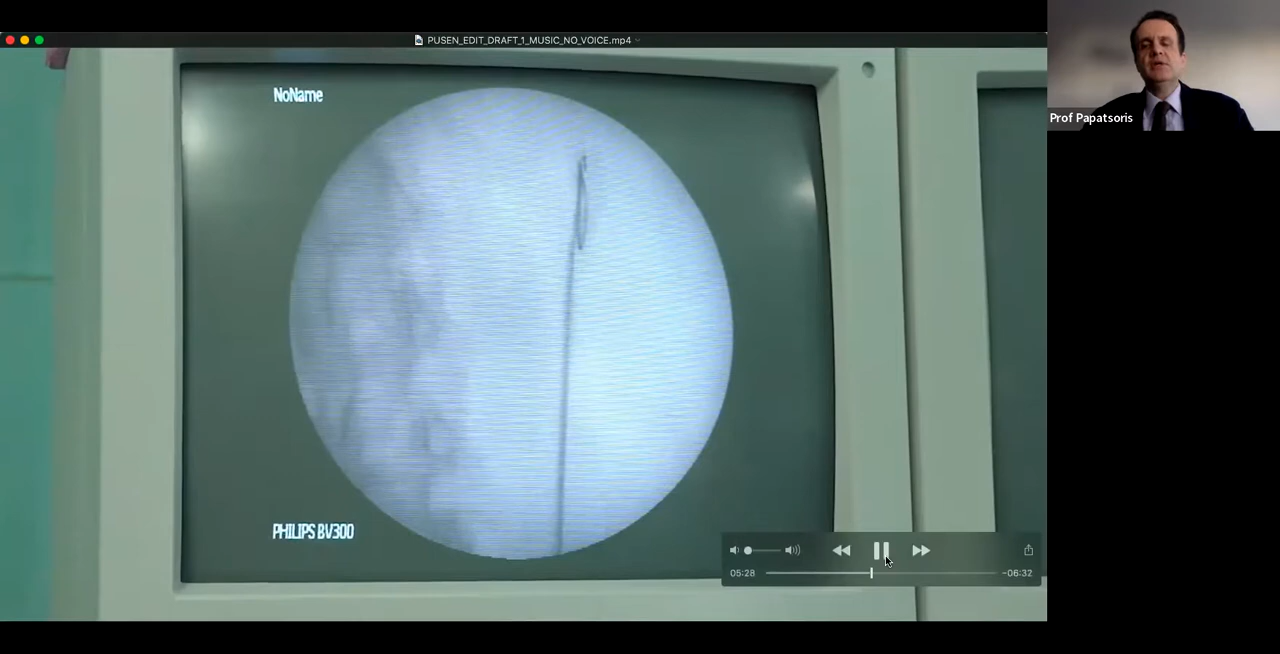 PUSEN_EDIT_DRAFT_1_MUSIC_NO_VOICE.mp4
NoName
Prof Papatsoris
PHILIPS BV300
05:28
-06:32